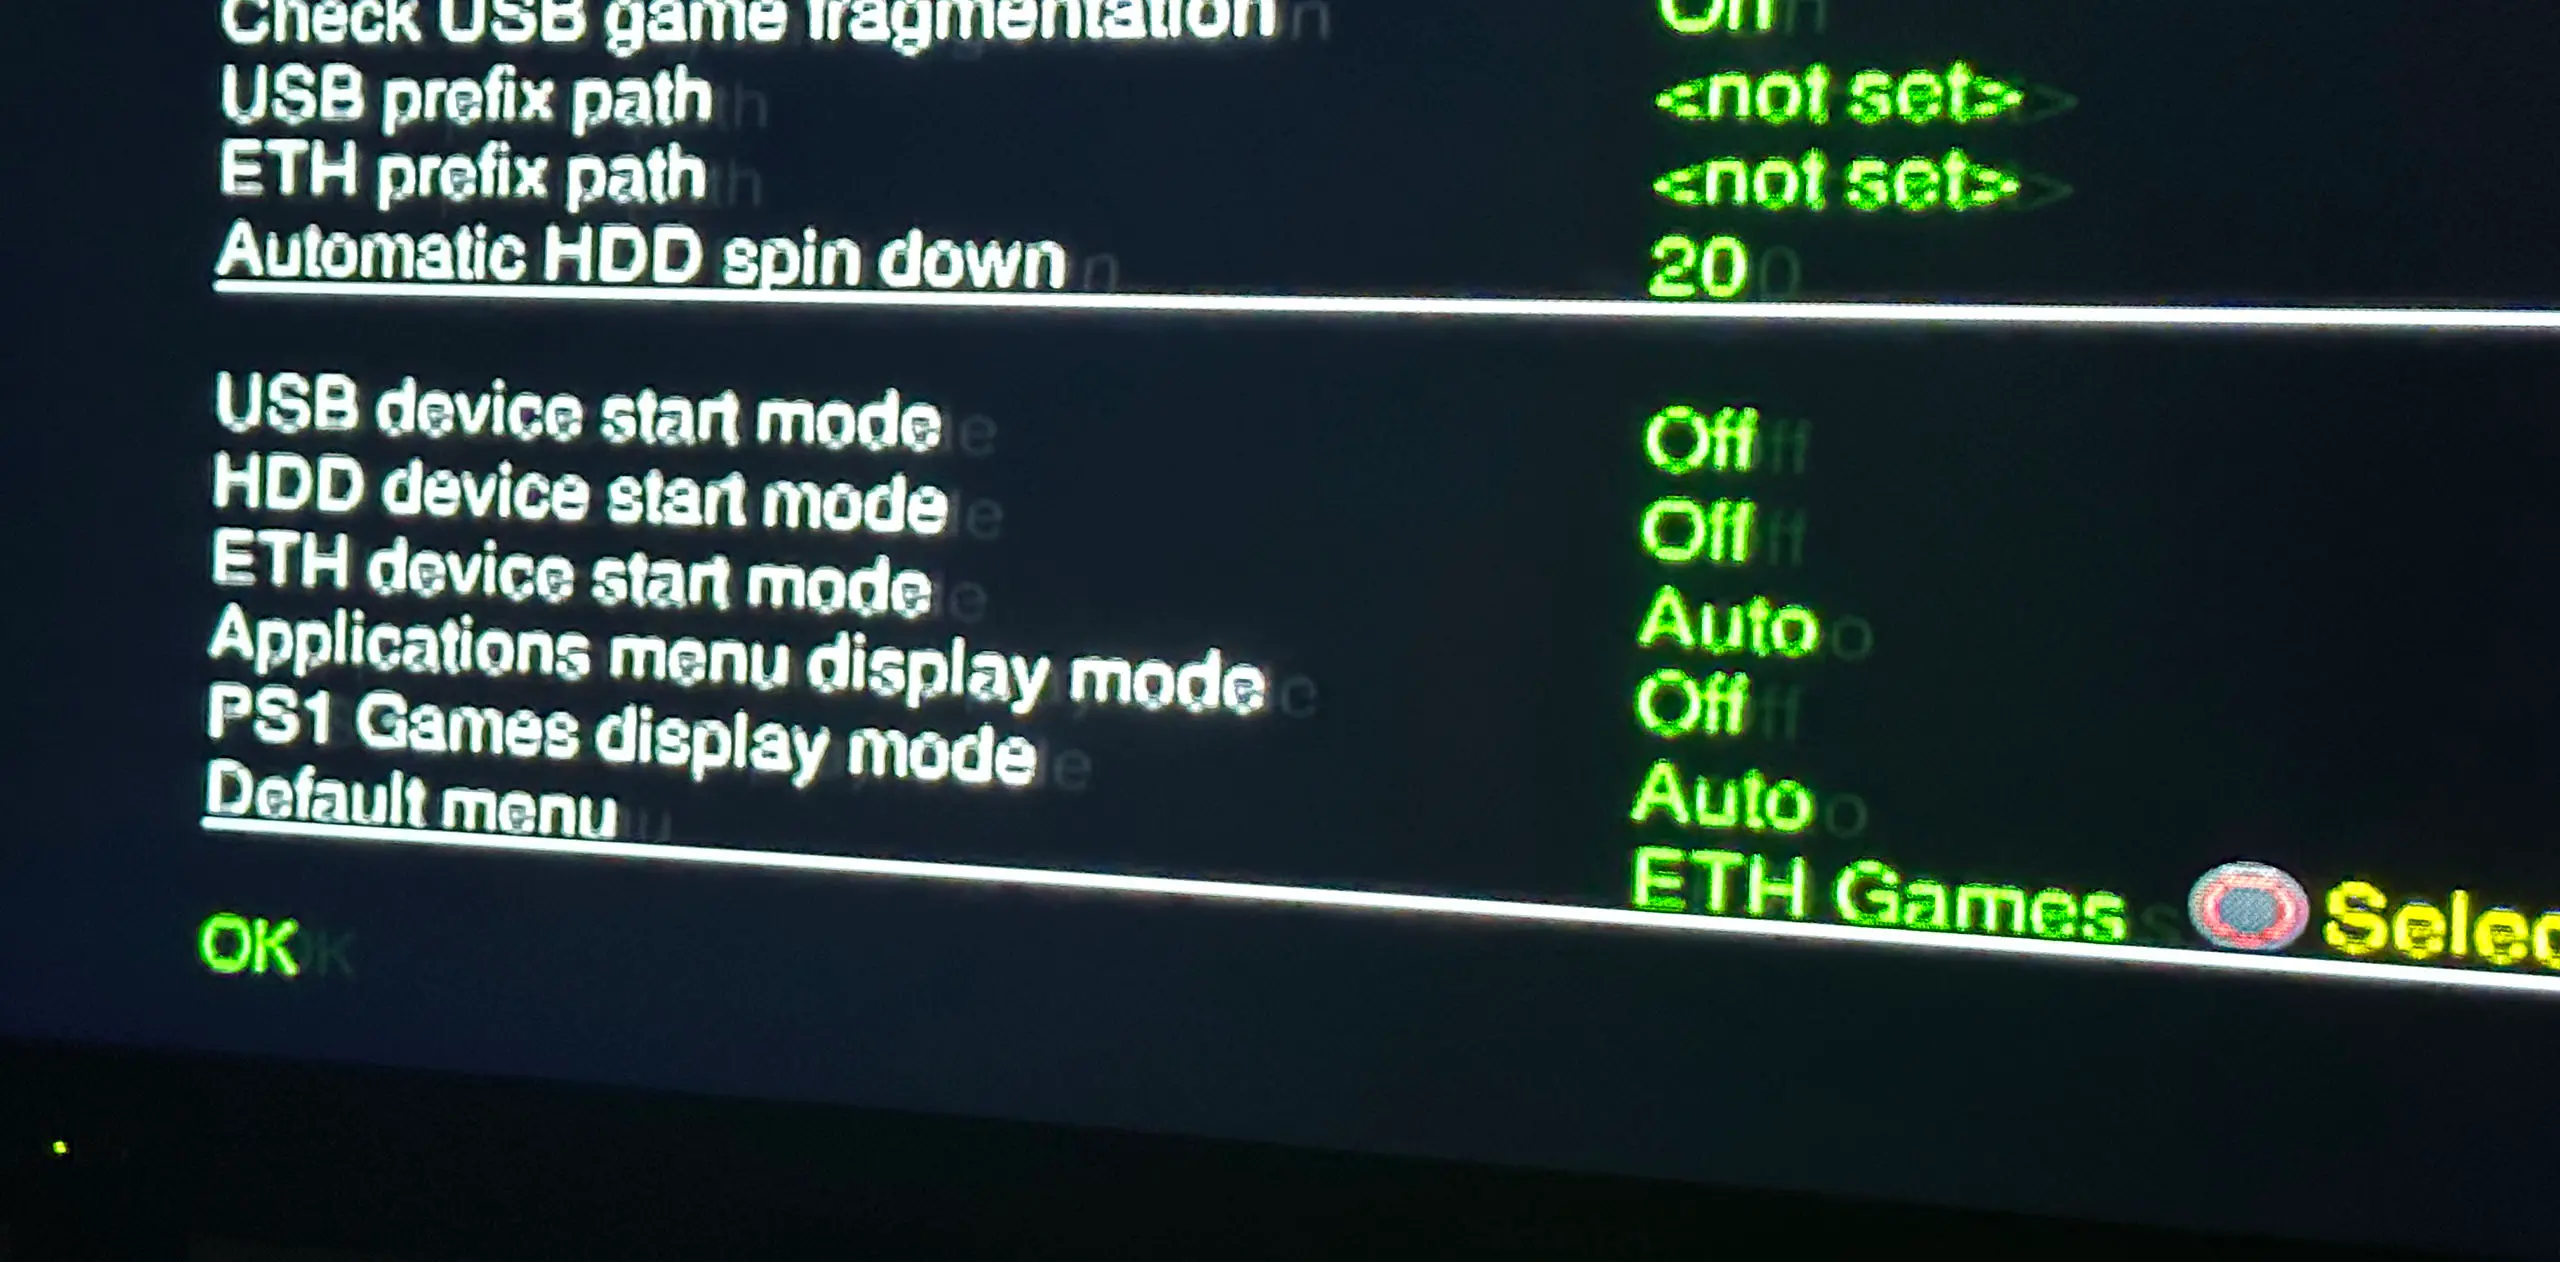 Check USB game fragmentation On
USB prefix path <not set>
ETH prefix path <not set>
Automatic HDD spin down 20
USB device start mode Off
HDD device start mode Off
ETH device start mode Auto
Applications menu display mode Off
PS1 Games display mode Auto
Default menu ETH Games
OK
Selec